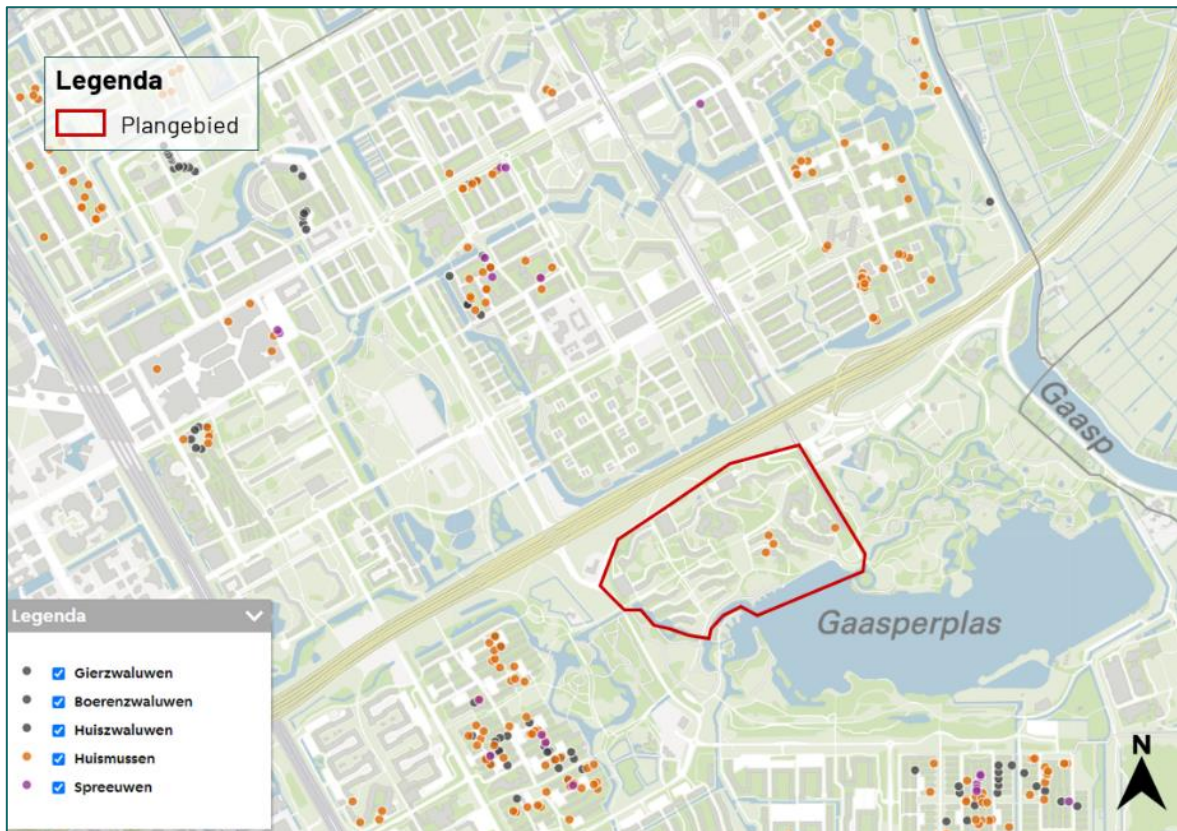 Legenda
Plangebied
Gaasp
Gaasperplas
Legenda
Gierzwaluwen
Boerenzwaluwen
Huiszwaluwen
Huismussen
Spreeuwen
N